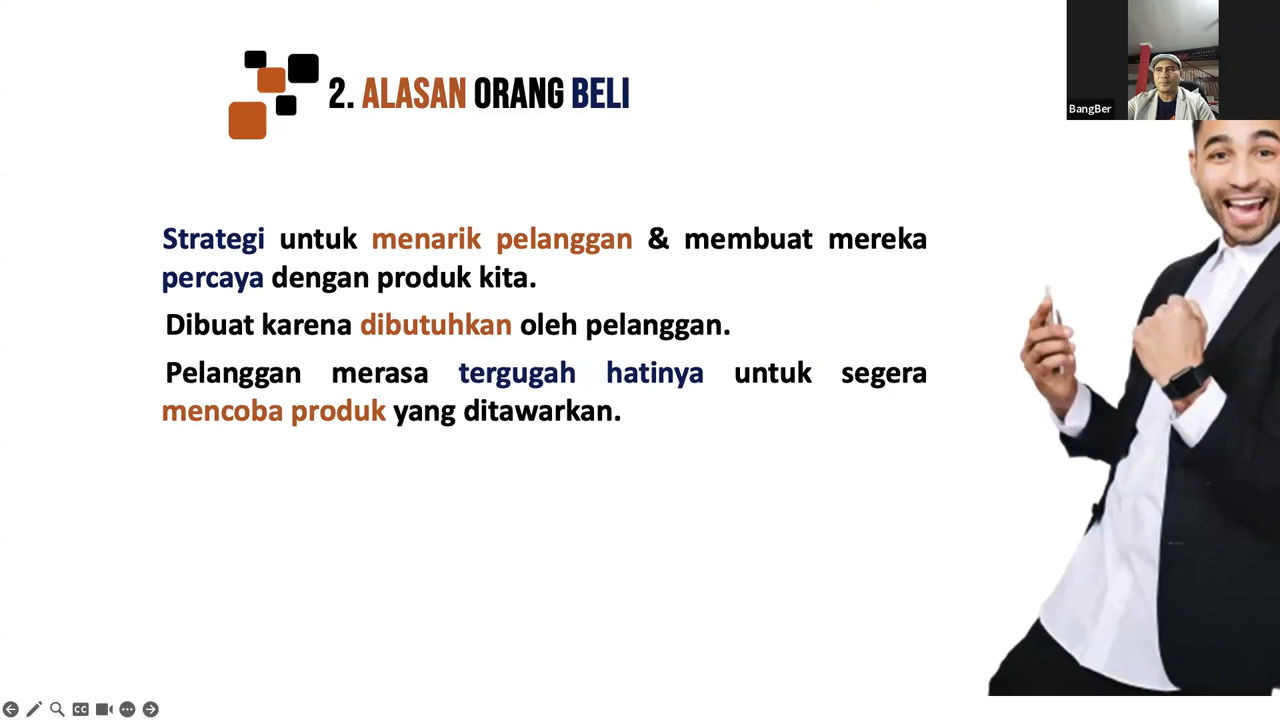 2. ALASAN ORANG BELI
BangBer
Strategi untuk menarik pelanggan & membuat mereka
percaya dengan produk kita.
Dibuat karena dibutuhkan oleh pelanggan.
Pelanggan merasa tergugah hatinya untuk segera
mencoba produk yang ditawarkan.
CC